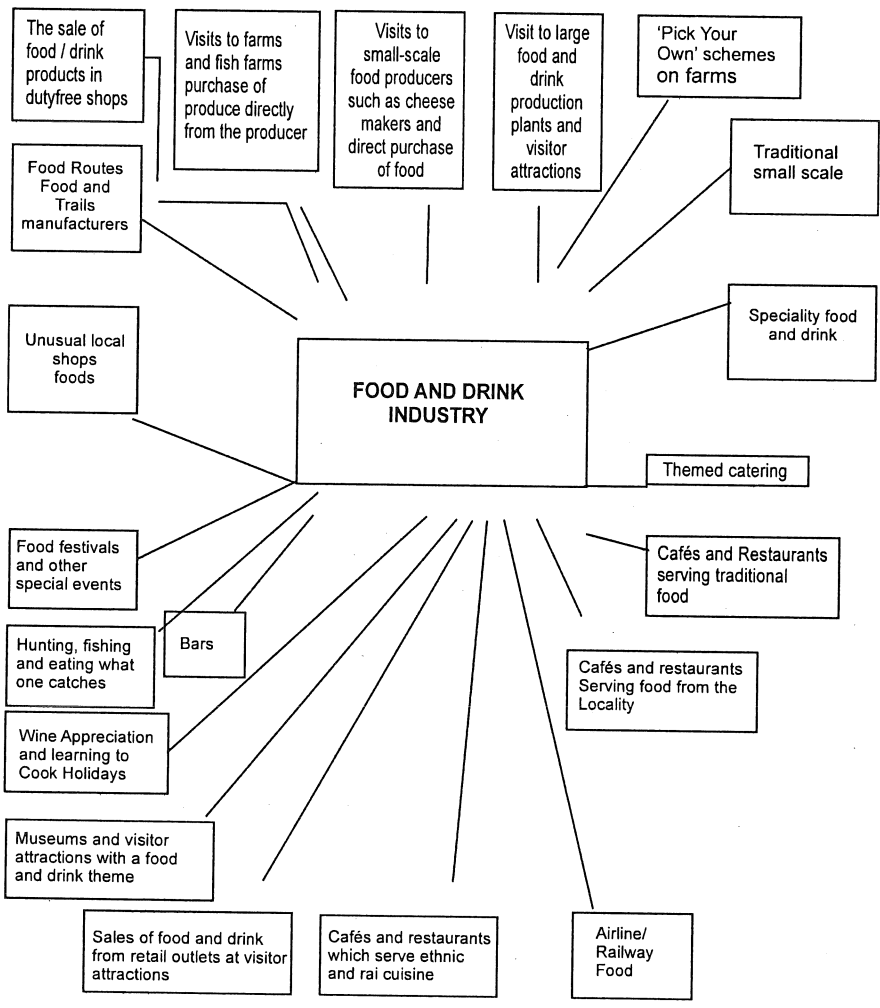 The sale of
food / drink
products in
dutyfree shops
Visits to farms
and fish farms
purchase of
produce directly
from the producer
Visits to
small-scale
food producers
such as cheese
makers and
direct purchase
of food
Visit to large
food and
drink
production
plants and
visitor
attractions
‘Pick Your
Own’ schemes
on farms
Food Routes
Food and
Trails
manufacturers
Traditional
small scale
Unusual local
shops
foods
Speciality food
and drink
FOOD AND DRINK
INDUSTRY
Themed catering
Food festivals
and other
special events
Cafés and Restaurants
serving traditional
food
Hunting, fishing
and eating what
one catches
Bars
Cafés and restaurants
Serving food from the
Locality
Wine Appreciation
and learning to
Cook Holidays
Museums and visitor
attractions with a food
and drink theme
Sales of food and drink
from retail outlets at visitor
attractions
Cafés and restaurants
which serve ethnic
and rai cuisine
Airline/
Railway
Food